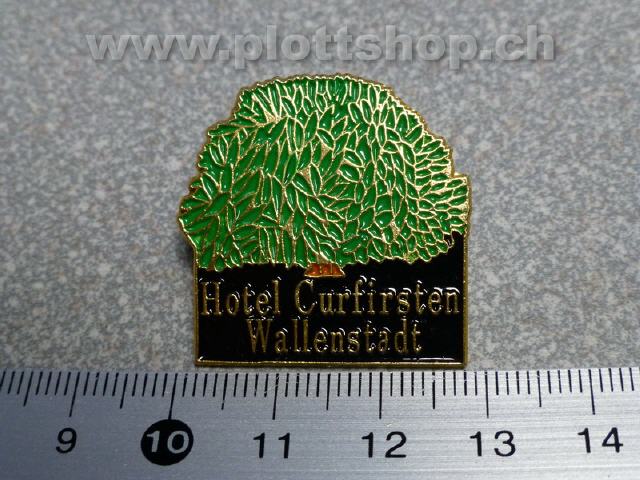 www.plottshop.ch
Hotel Curfirsten
Wallenstadt
9 10 11 12 13 14